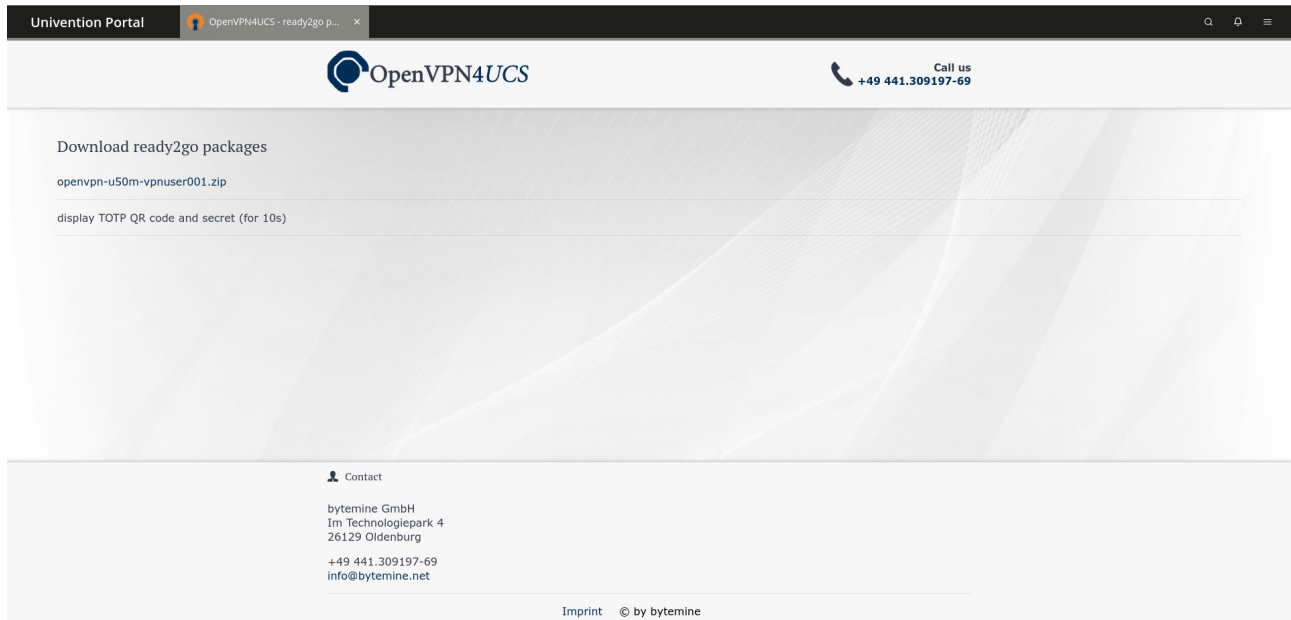 Univention Portal
OpenVPN4UCS - ready2go p... ×
OpenVPN4UCS
Call us
+49 441.309197-69
Download ready2go packages
openvpn-u50m-vpnuser001.zip
display TOTP QR code and secret (for 10s)
Contact
bytemine GmbH
Im Technologiepark 4
26129 Oldenburg
+49 441.309197-69
info@bytemine.net
Imprint © by bytemine